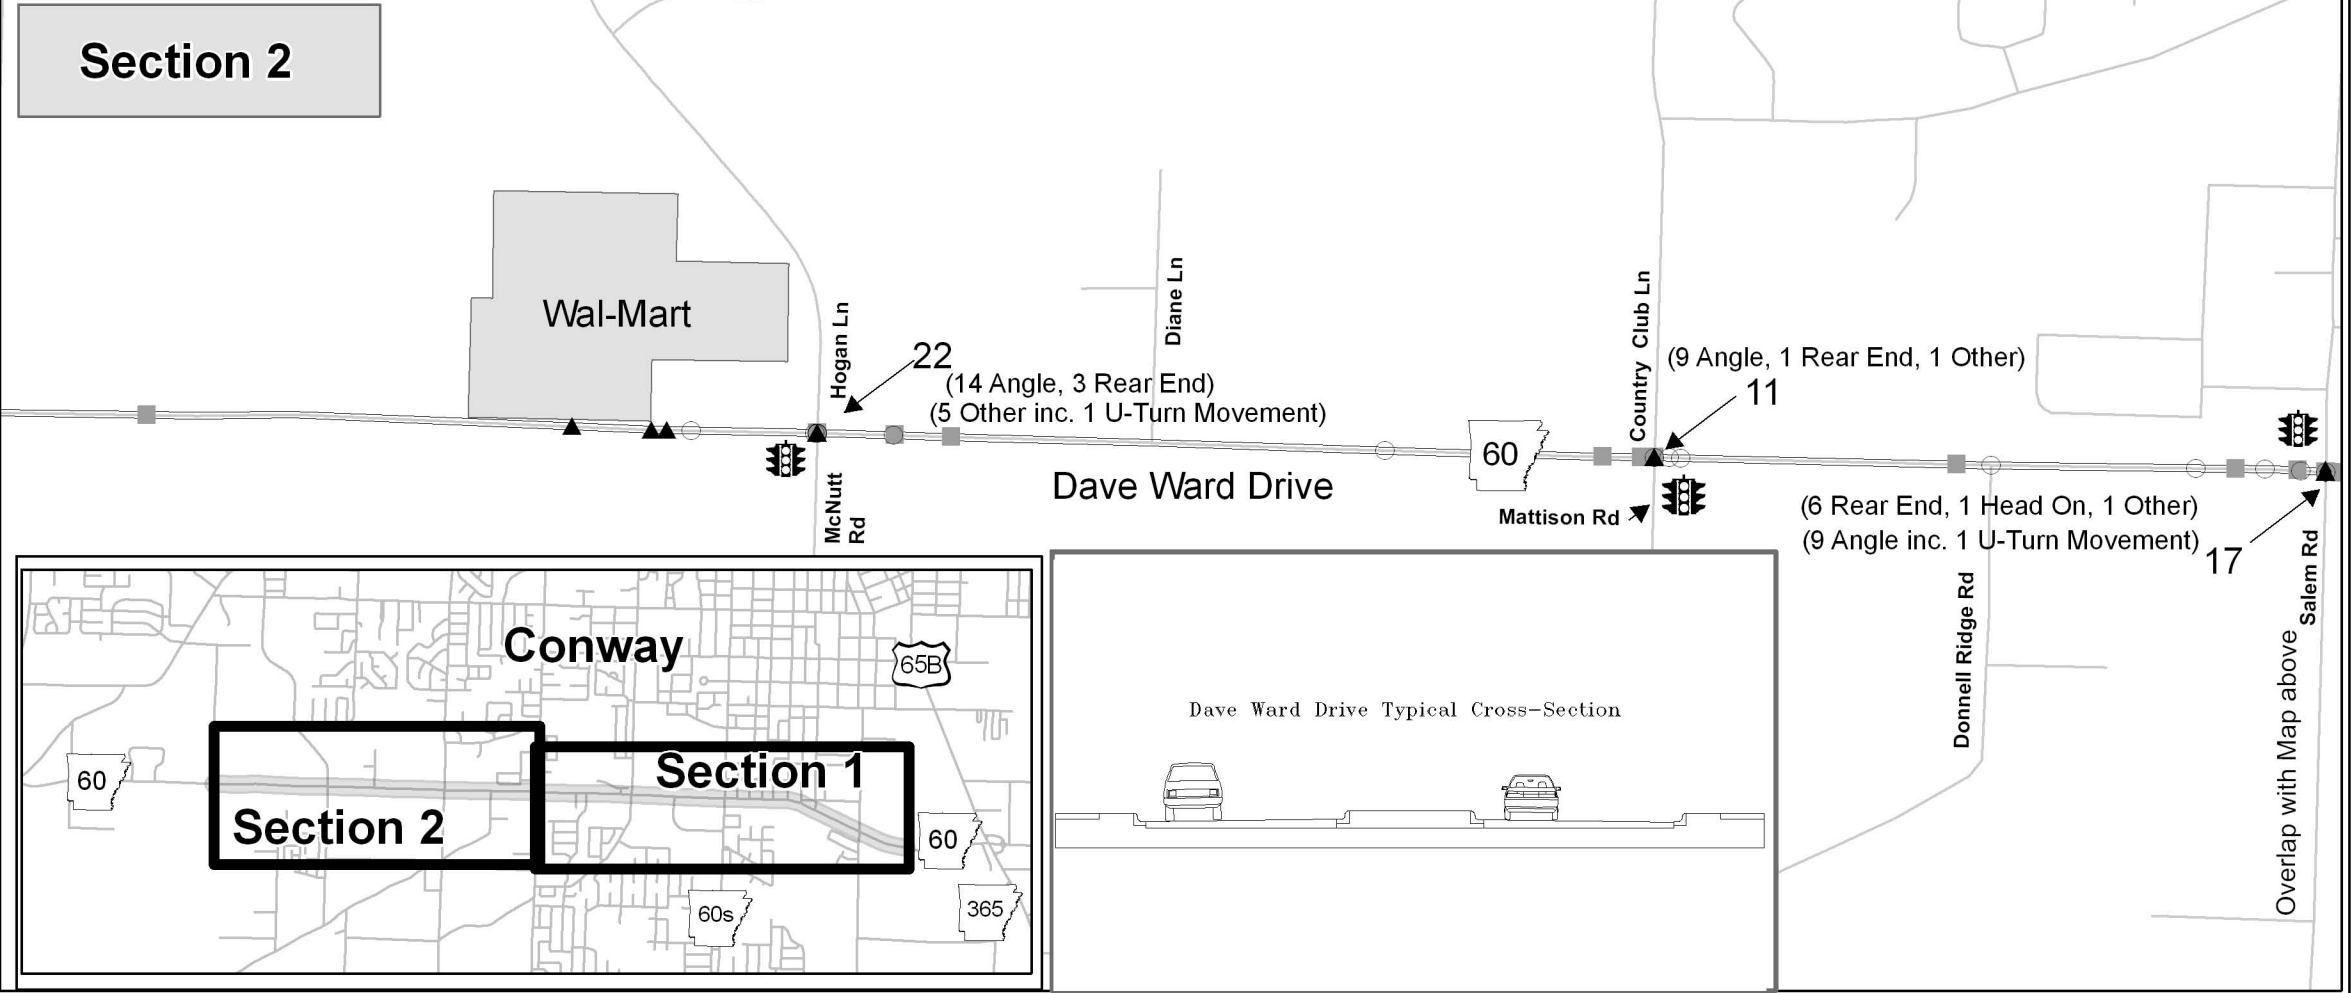 Section 2
Wal-Mart
Hogan Ln
22
(14 Angle, 3 Rear End)
(5 Other inc. 1 U-Turn Movement)
Diane Ln
Country Club Ln
(9 Angle, 1 Rear End, 1 Other)
11
60
Dave Ward Drive
McNutt
Rd
Mattison Rd
(6 Rear End, 1 Head On, 1 Other)
(9 Angle inc. 1 U-Turn Movement)
17
Salem Rd
Donnell Ridge Rd
Overlap with Map above
Conway
65B
60
Section 1
Section 2
60
60s
365
Dave Ward Drive Typical Cross-Section